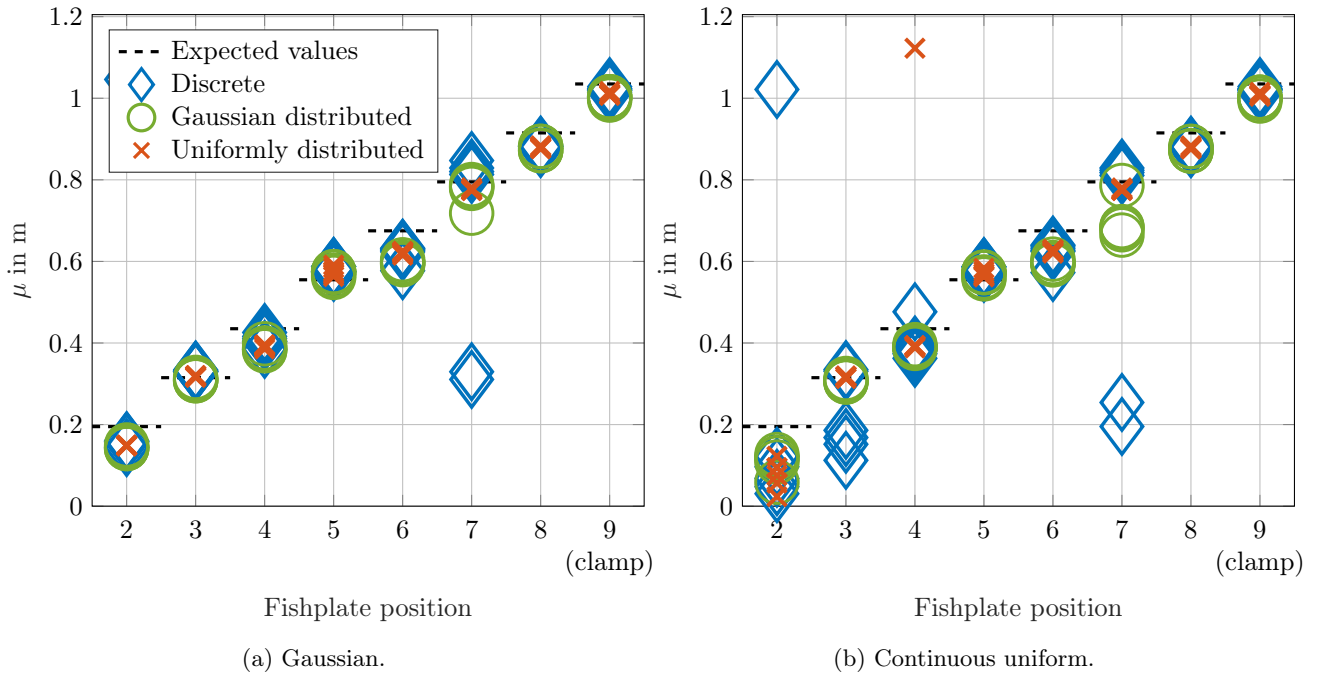 1.2
1
0.8
0.6
0.4
0.2
0
μ in m
Expected values
Discrete
Gaussian distributed
Uniformly distributed
2 3 4 5 6 7 8 9
(clamp)
Fishplate position
(a) Gaussian.
1.2
1
0.8
0.6
0.4
0.2
0
μ in m
2 3 4 5 6 7 8 9
(clamp)
Fishplate position
(b) Continuous uniform.